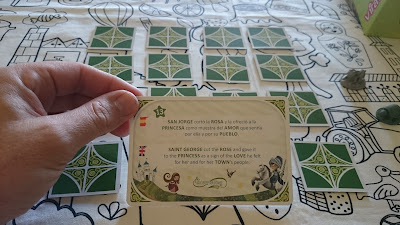 SAN JORGE cortó la ROSA y la ofreció a la
PRINCESA como muestra del AMOR que sentía
por ella y por su PUEBLO.
SAINT GEORGE cut the ROSE and gave it
to the PRINCESS as a sign of the LOVE he felt
for her and for her TOWN's people.